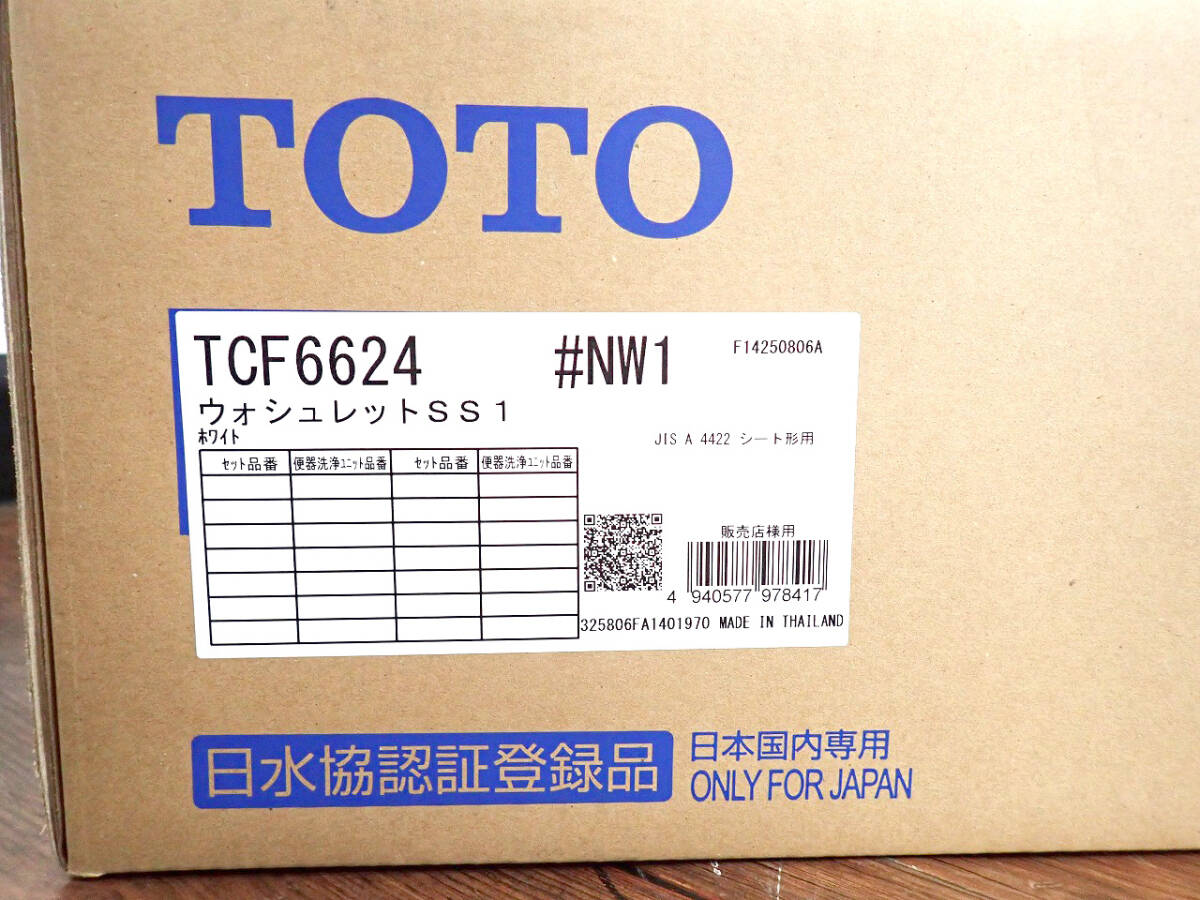 TOTO
TCF6624 #NW1 F14250806A
ウォシュレットSS1
ホワイト JIS A 4422 シート形用
セット品番 便器洗浄ユニット品番 セット品番 便器洗浄ユニット品番
販売店様用
4 940577 978417
325806FA1401970 MADE IN THAILAND
日水協認証登録品 日本国内専用
ONLY FOR JAPAN